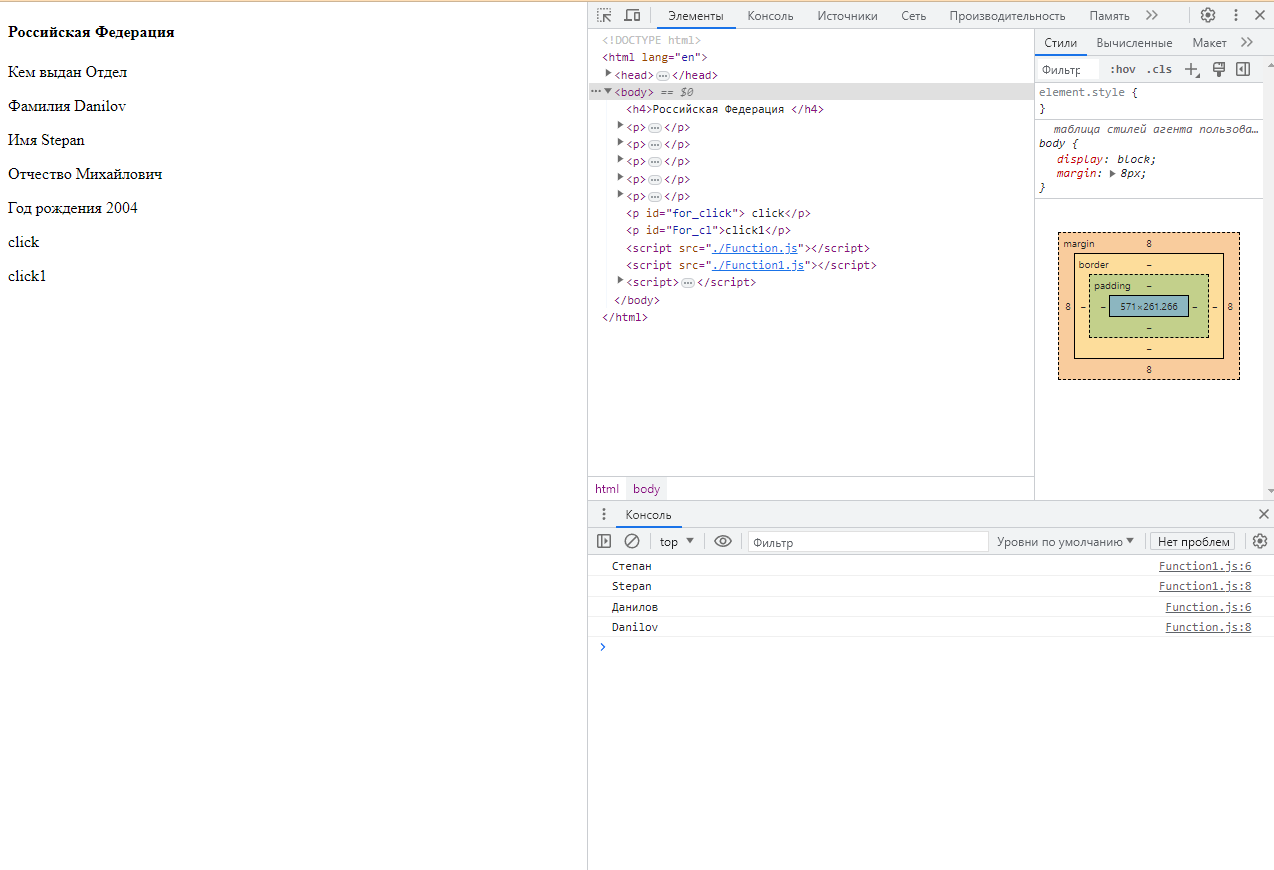 Российская Федерация
Кем выдан Отдел
Фамилия Danilov
Имя Stepan
Отчество Михайлович
Год рождения 2004
click
click1
Элементы Консоль Источники Сеть Производительность Память
<!DOCTYPE html>
<html lang="en">
<head> … </head>
… <body> == $0
<h4>Российская Федерация </h4>
<p> … </p>
<p> … </p>
<p> … </p>
<p> … </p>
<p> … </p>
<p id="for_click"> click</p>
<p id="For_cl">click1</p>
<script src="./Function.js"></script>
<script src="./Function1.js"></script>
<script> … </script>
</body>
</html>
html body
Стили Вычисленные Макет
Фильтр :hov .cls
element.style {
}
таблица стилей агента пользова…
body {
display: block;
margin: 8px;
}
margin 8
border –
padding –
8 – – 571×261.266 – – 8
–
–
8
Консоль
top Фильтр Уровни по умолчанию Нет проблем
Степан Function1.js:6
Stepan Function1.js:8
Данилов Function.js:6
Danilov Function.js:8